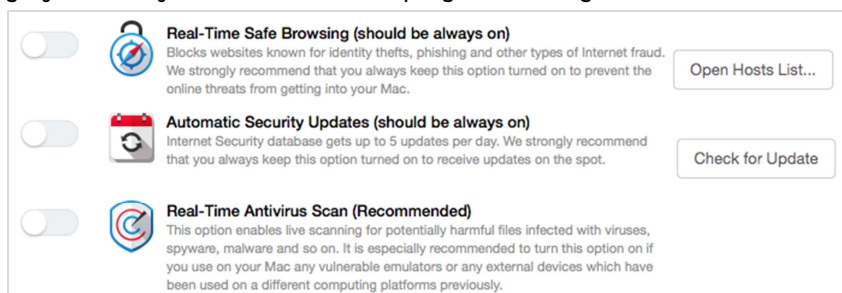 Real-Time Safe Browsing (should be always on)
Blocks websites known for identity thefts, phishing and other types of Internet fraud.
We strongly recommend that you always keep this option turned on to prevent the
online threats from getting into your Mac.
Open Hosts List...
Automatic Security Updates (should be always on)
Internet Security database gets up to 5 updates per day. We strongly recommend
that you always keep this option turned on to receive updates on the spot.
Check for Update
Real-Time Antivirus Scan (Recommended)
This option enables live scanning for potentially harmful files infected with viruses,
spyware, malware and so on. It is especially recommended to turn this option on if
you use on your Mac any vulnerable emulators or any external devices which have
been used on a different computing platforms previously.